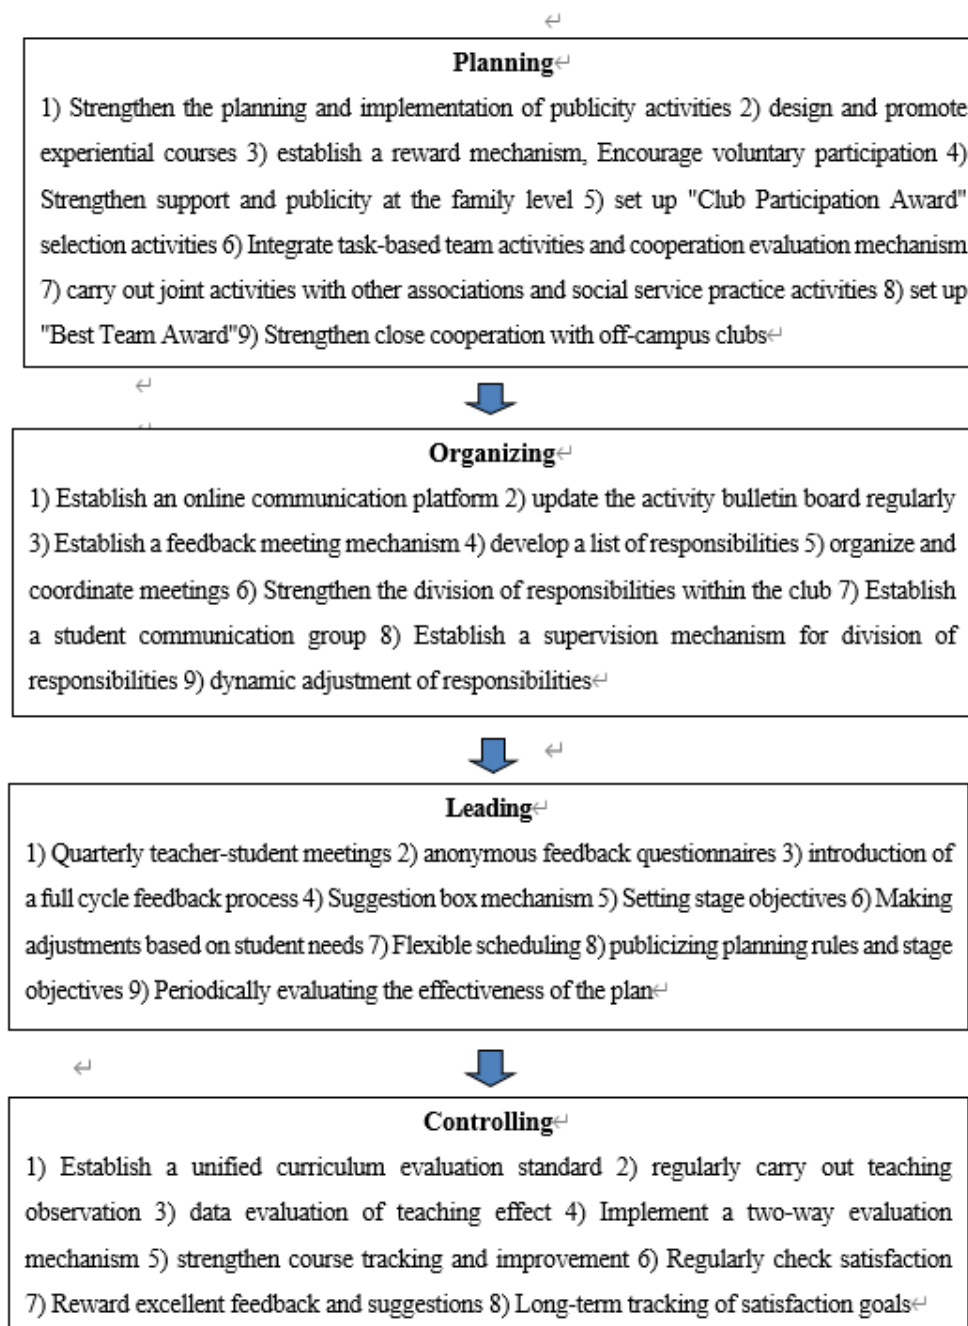 Planning
1) Strengthen the planning and implementation of publicity activities 2) design and promote
experiential courses 3) establish a reward mechanism, Encourage voluntary participation 4)
Strengthen support and publicity at the family level 5) set up "Club Participation Award"
selection activities 6) Integrate task-based team activities and cooperation evaluation mechanism
7) carry out joint activities with other associations and social service practice activities 8) set up
"Best Team Award"9) Strengthen close cooperation with off-campus clubs
Organizing
1) Establish an online communication platform 2) update the activity bulletin board regularly
3) Establish a feedback meeting mechanism 4) develop a list of responsibilities 5) organize and
coordinate meetings 6) Strengthen the division of responsibilities within the club 7) Establish
a student communication group 8) Establish a supervision mechanism for division of
responsibilities 9) dynamic adjustment of responsibilities
Leading
1) Quarterly teacher-student meetings 2) anonymous feedback questionnaires 3) introduction of
a full cycle feedback process 4) Suggestion box mechanism 5) Setting stage objectives 6) Making
adjustments based on student needs 7) Flexible scheduling 8) publicizing planning rules and stage
objectives 9) Periodically evaluating the effectiveness of the plan
Controlling
1) Establish a unified curriculum evaluation standard 2) regularly carry out teaching
observation 3) data evaluation of teaching effect 4) Implement a two-way evaluation
mechanism 5) strengthen course tracking and improvement 6) Regularly check satisfaction
7) Reward excellent feedback and suggestions 8) Long-term tracking of satisfaction goals